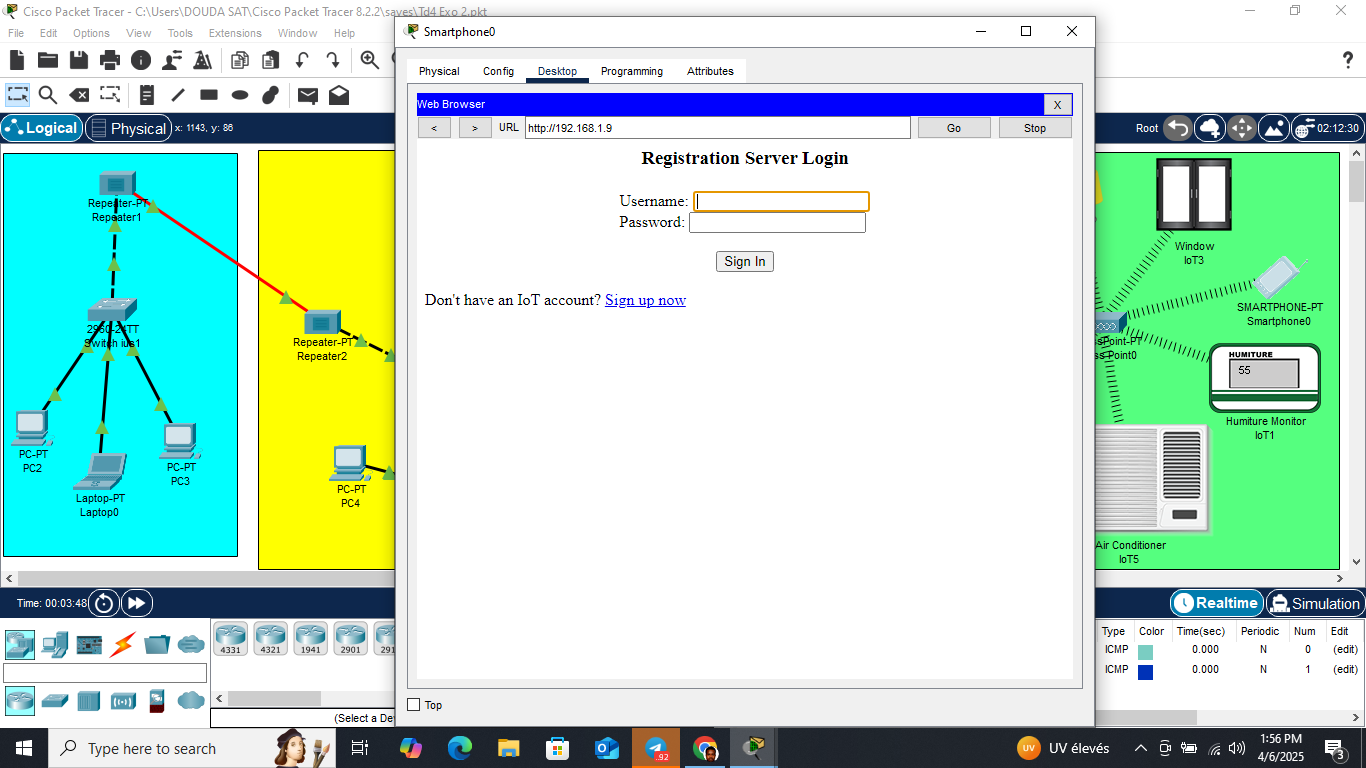 Cisco Packet Tracer - C:\Users\DOUDA SAT\Cisco Packet Tracer 8.2.2\saves\Td4 Exo 2.pkt
File Edit Options View Tools Extensions Window Help
Logical Physical x: 1143, y: 86
Root 02:12:30
Smartphone0
Physical Config Desktop Programming Attributes
Web Browser X
< > URL http://192.168.1.9 Go Stop
Registration Server Login
Username:
Password:
Sign In
Don't have an IoT account? Sign up now
Top
Repeater-PT
Repeater1
2950-24TT
PC-PT
PC2
Laptop-PT
Laptop0
PC-PT
PC3
Repeater-PT
Repeater2
PC-PT
PC4
Window
IoT3
SMARTPHONE-PT
Smartphone0
HUMITURE
55
Humiture Monitor
IoT1
Air Conditioner
IoT5
Time: 00:03:48
Realtime Simulation
4331 4321 1941 2901 291
(Select a De
Type Color Time(sec) Periodic Num Edit
ICMP 0.000 N 0 (edit)
ICMP 0.000 N 1 (edit)
Type here to search
.92
UV UV élevés
1:56 PM
4/6/2025
3